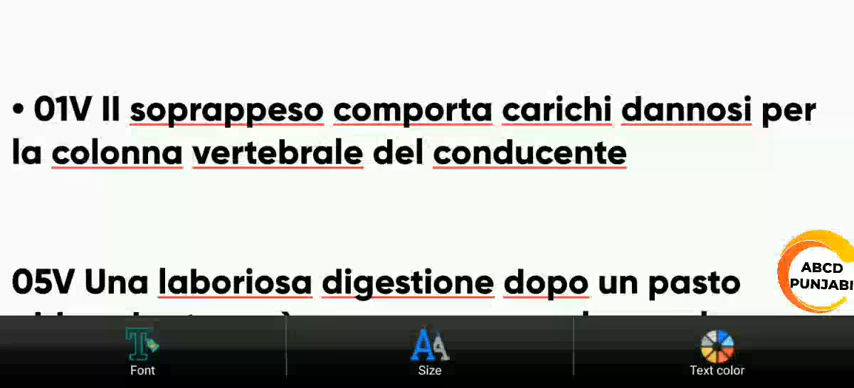 • 01V Il soprappeso comporta carichi dannosi per
la colonna vertebrale del conducente
05V Una laboriosa digestione dopo un pasto
ABCD
PUNJABI
Font
Size
Text color